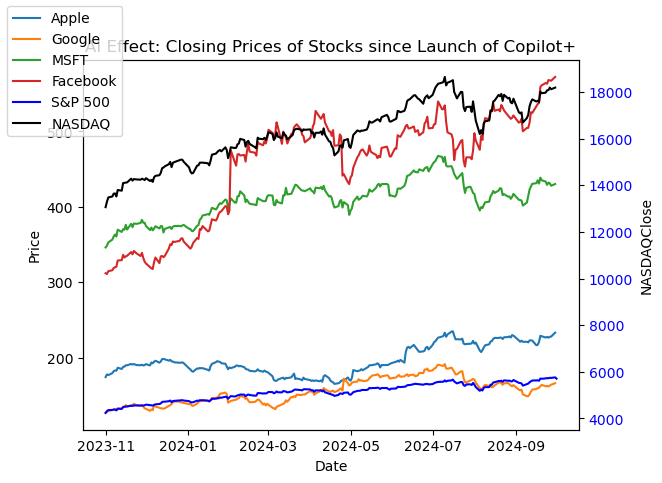 AI Effect: Closing Prices of Stocks since Launch of Copilot+
Apple
Google
MSFT
Facebook
S&P 500
NASDAQ
500
400
300
200
Price
18000
16000
14000
12000
10000
8000
6000
4000
NASDAQClose
2023-11 2024-01 2024-03 2024-05 2024-07 2024-09
Date